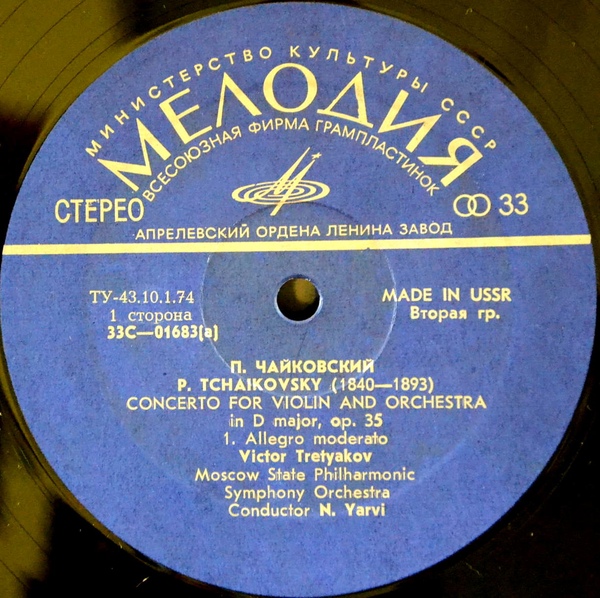 МИНИСТЕРСТВО КУЛЬТУРЫ СССР
МЕЛОДИЯ
ВСЕСОЮЗНАЯ ФИРМА ГРАМПЛАСТИНОК
СТЕРЕО
33
АПРЕЛЕВСКИЙ ОРДЕНА ЛЕНИНА ЗАВОД
ТУ-43.10.1.74
1 сторона
33С—01683(а)
MADE IN USSR
Вторая гр.
П. ЧАЙКОВСКИЙ
P. TCHAIKOVSKY (1840—1893)
CONCERTO FOR VIOLIN AND ORCHESTRA
in D major, op. 35
1. Allegro moderato
Victor Tretyakov
Moscow State Philharmonic
Symphony Orchestra
Conductor N. Yarvi